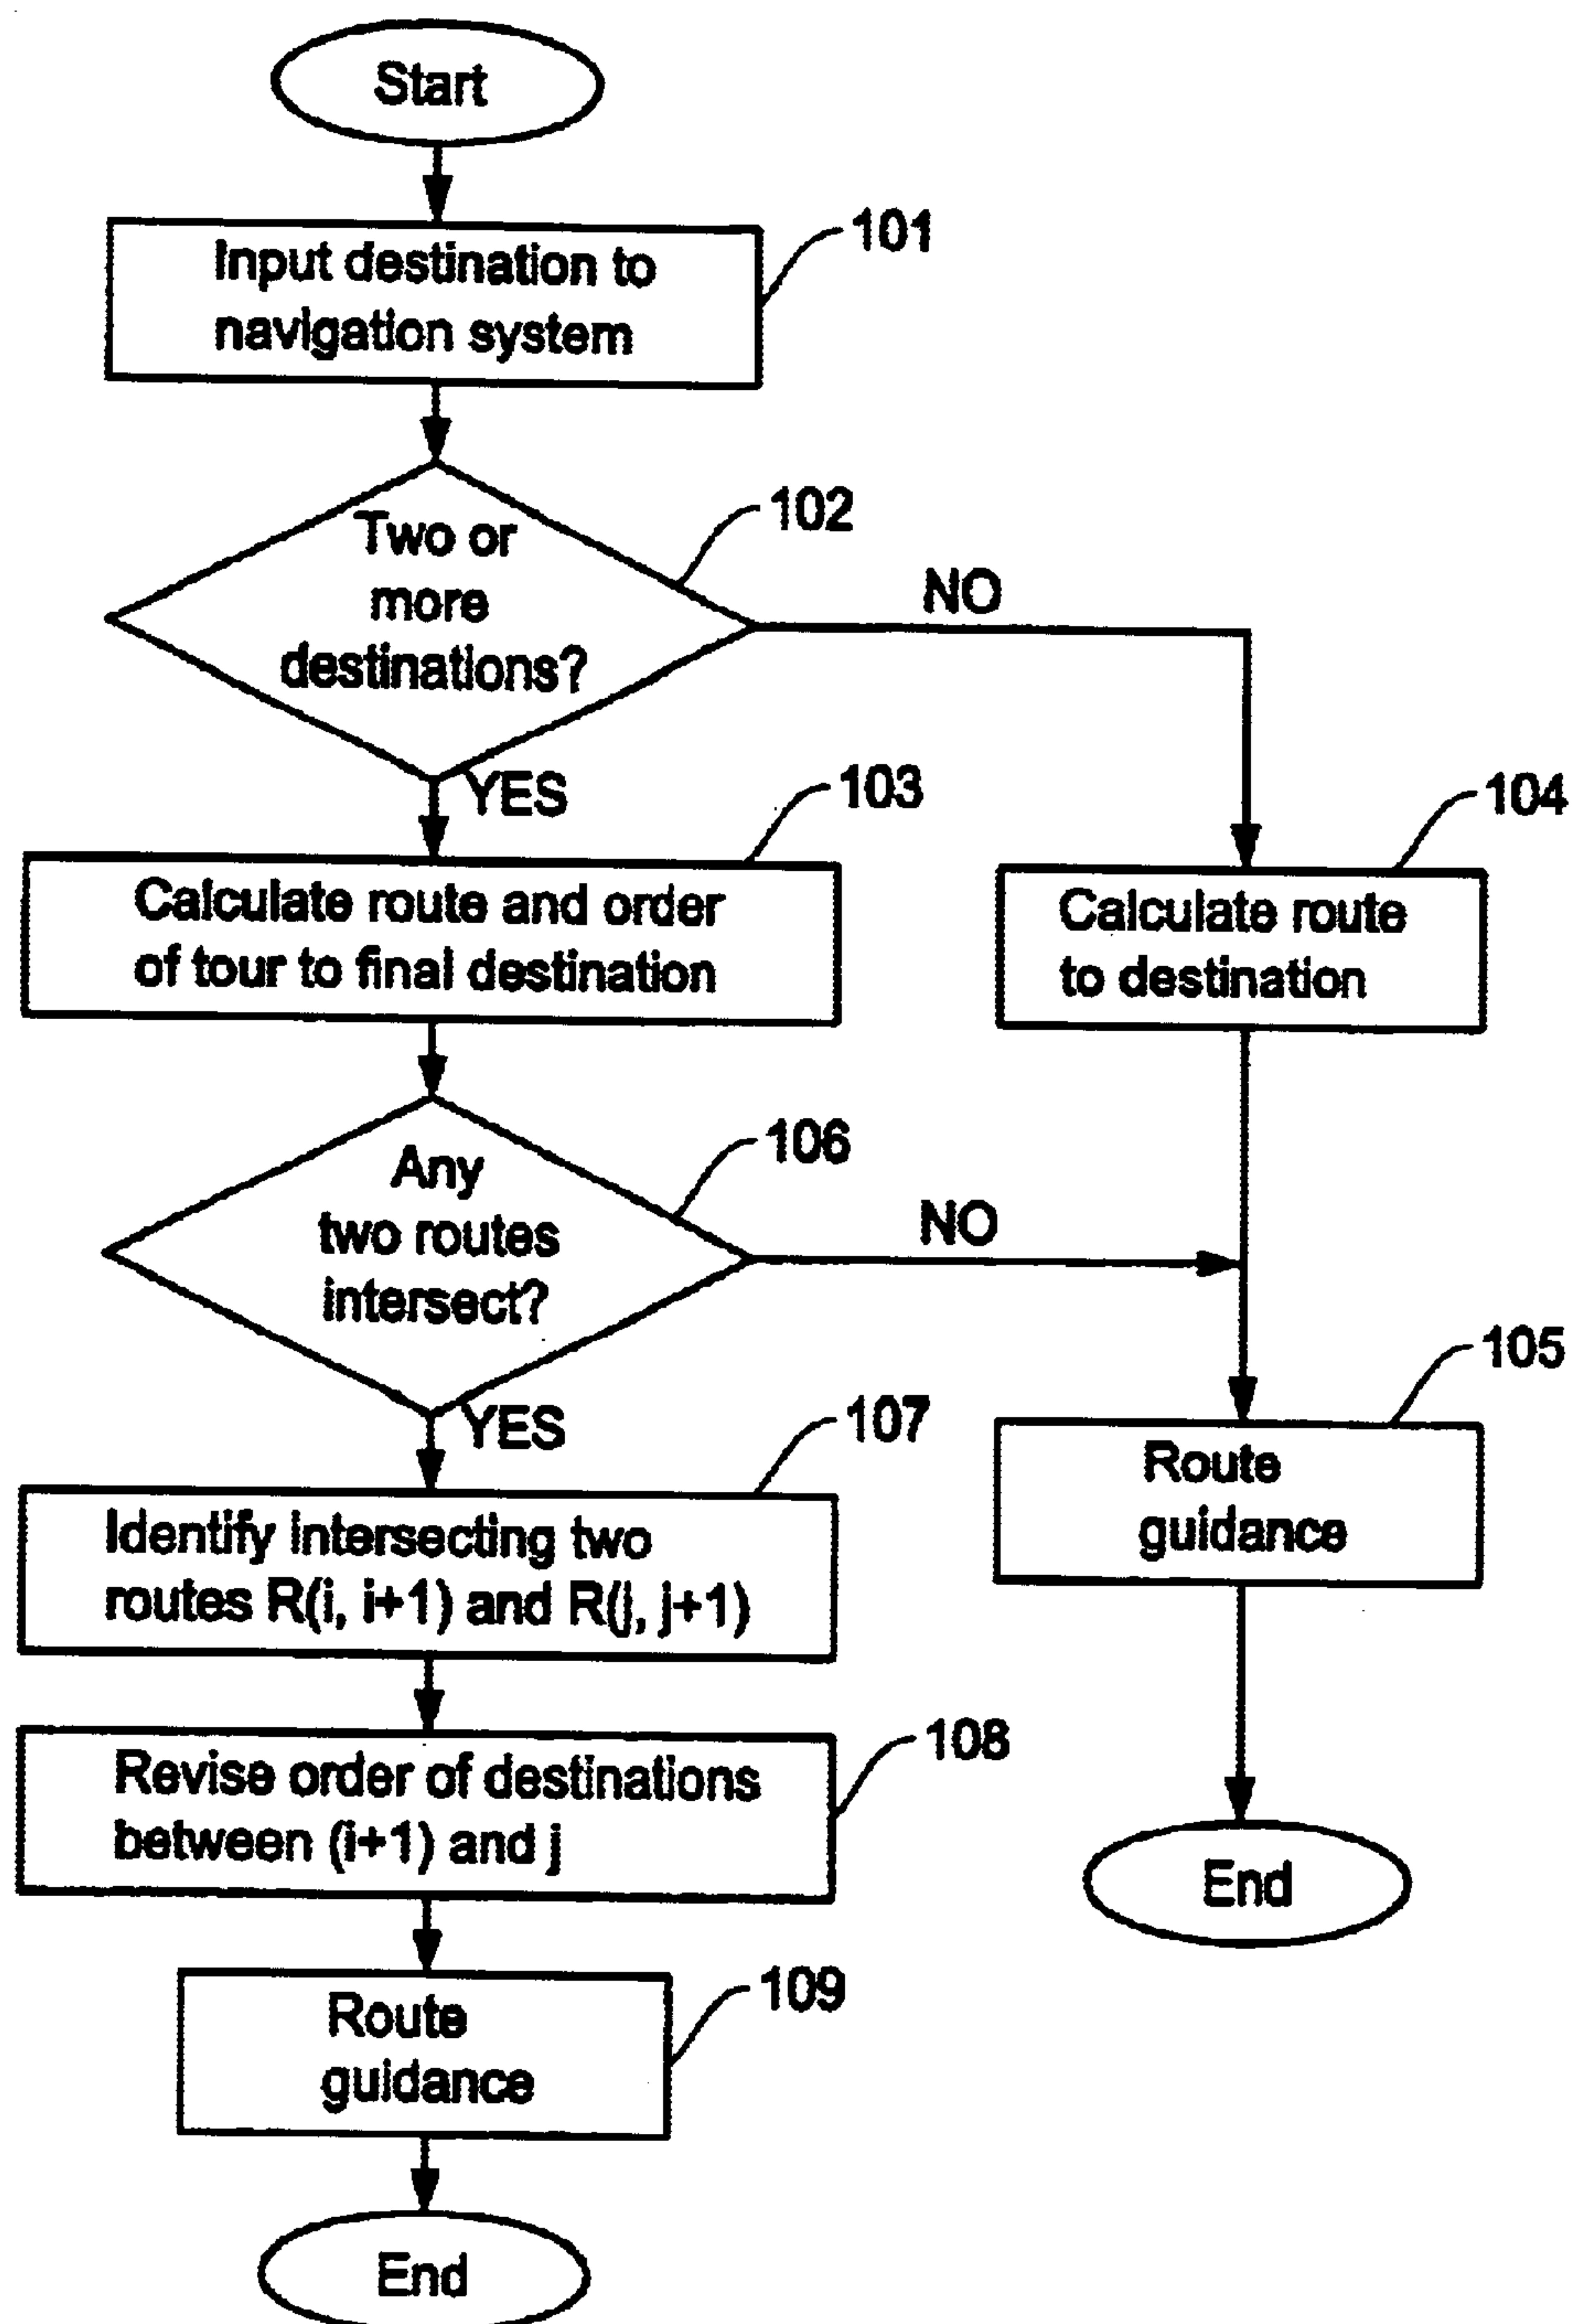 Start
101
Input destination to
navigation system
102
Two or
more
destinations?
NO
YES
103
Calculate route and order
of tour to final destination
104
Calculate route
to destination
106
Any
two routes
intersect?
NO
YES
105
Route
guidance
107
Identify intersecting two
routes R(i, i+1) and R(j, j+1)
108
Revise order of destinations
between (i+1) and j
End
109
Route
guidance
End